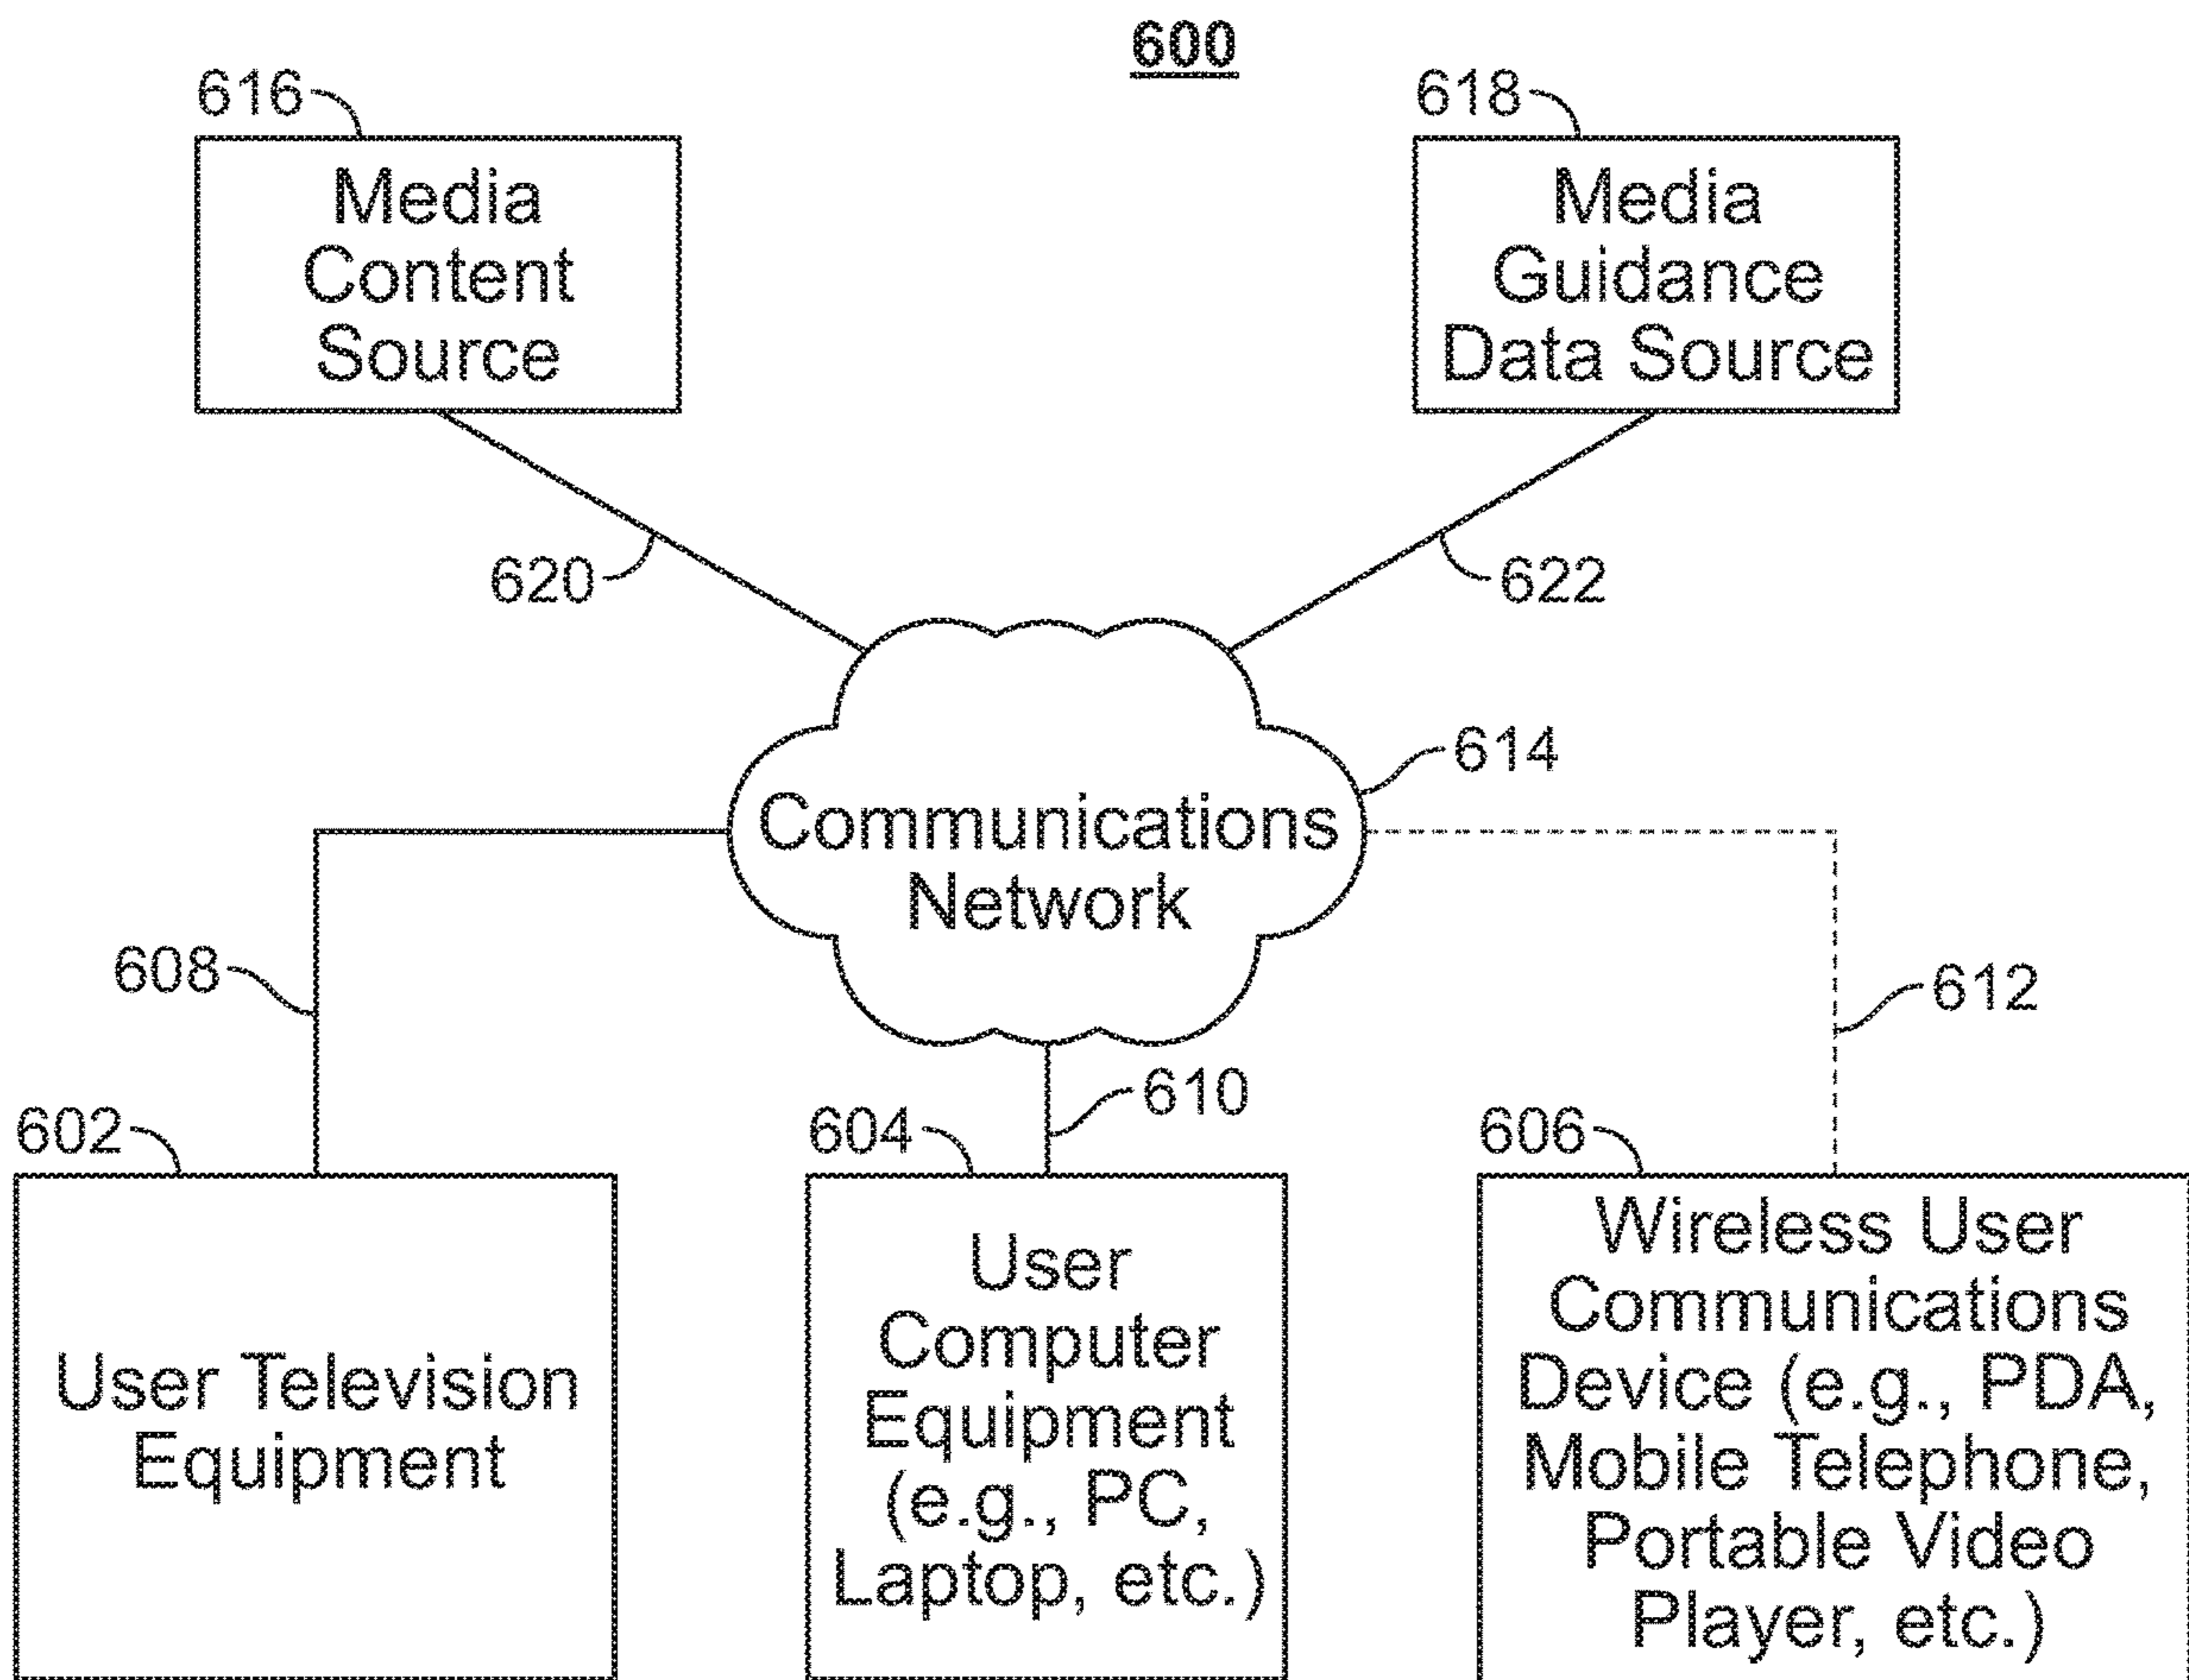 600
616
618
Media
Content
Source
Media
Guidance
Data Source
620
622
614
Communications
Network
608
612
610
602
604
606
User Television
Equipment
User
Computer
Equipment
(e.g., PC,
Laptop, etc.)
Wireless User
Communications
Device (e.g., PDA,
Mobile Telephone,
Portable Video
Player, etc.)